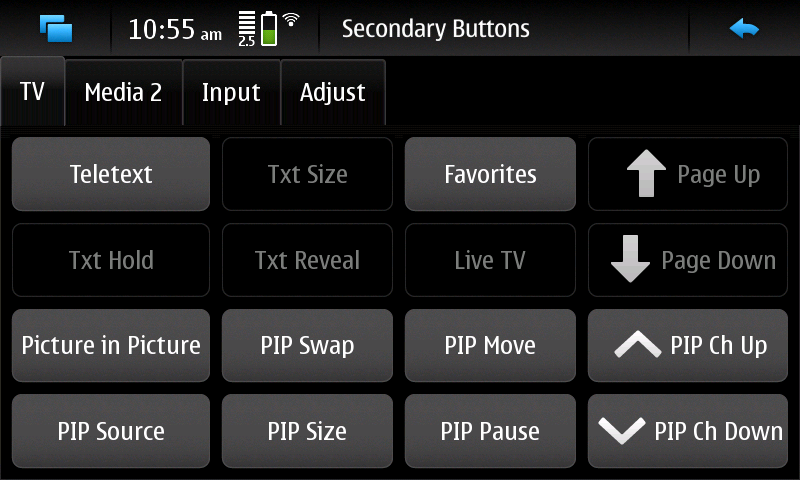 10:55 am
2.5
Secondary Buttons
TV
Media 2
Input
Adjust
Teletext
Txt Size
Favorites
Page Up
Txt Hold
Txt Reveal
Live TV
Page Down
Picture in Picture
PIP Swap
PIP Move
PIP Ch Up
PIP Source
PIP Size
PIP Pause
PIP Ch Down